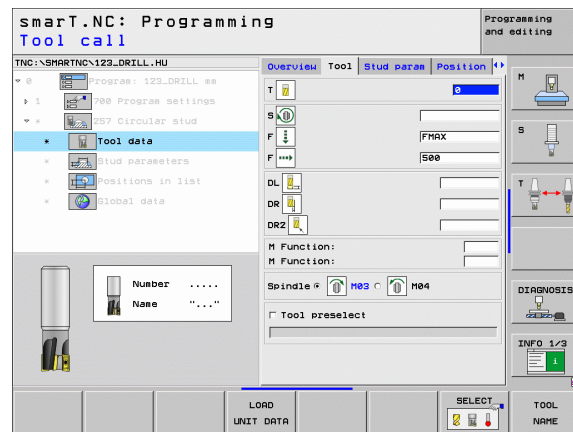 smarT.NC: Programming
Tool call
Programming
and editing
TNC:\SMARTNC\123_DRILL.HU
0 Program: 123_DRILL mm
1 700 Program settings
* 257 Circular stud
* Tool data
* Stud parameters
* Positions in list
* Global data
Number .....
Name "..."
Overview Tool Stud param Position
T 0
S
F FMAX
F 500
DL
DR
DR2
M Function:
M Function:
Spindle M03 M04
Tool preselect
M
S
T
DIAGNOSIS
INFO 1/3
i
LOAD
UNIT DATA
SELECT
TOOL
NAME